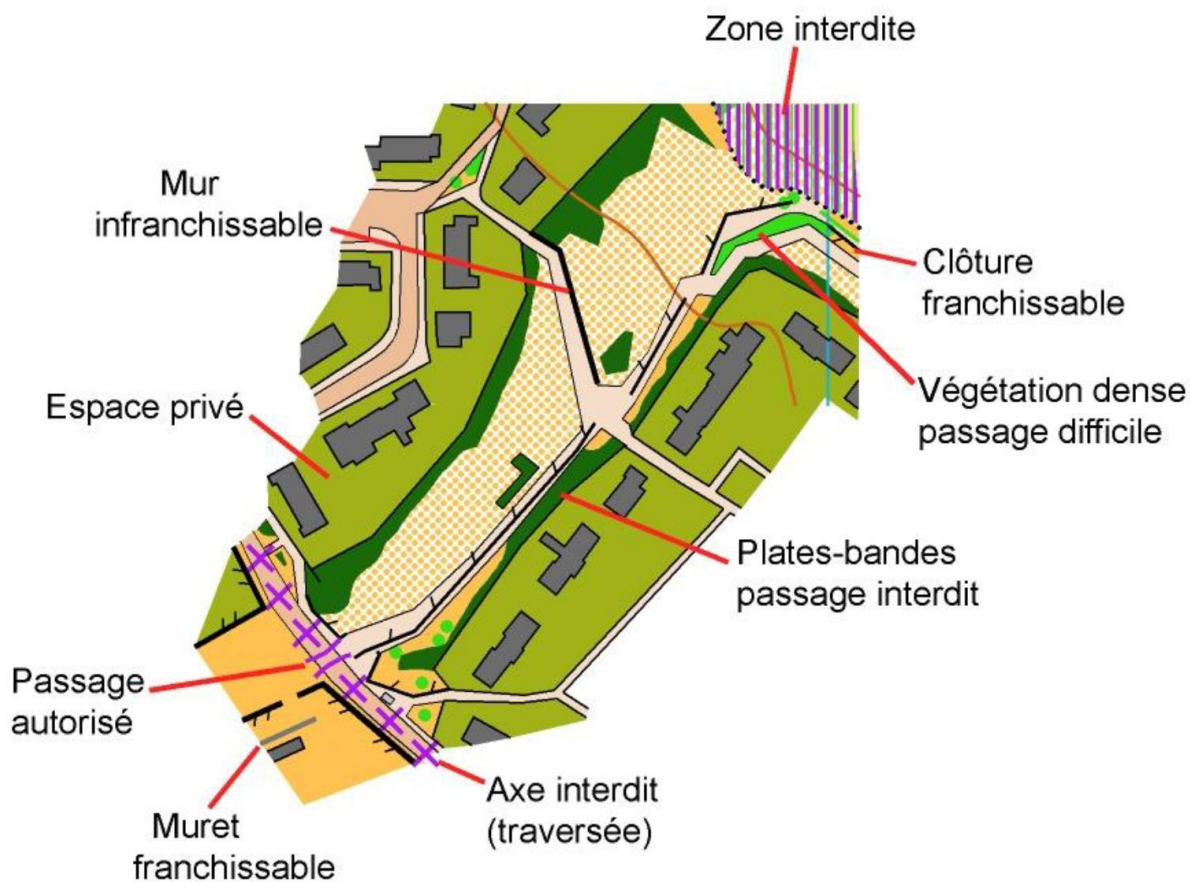 Zone interdite
Mur
infranchissable
Clôture
franchissable
Végétation dense
passage difficile
Espace privé
Plates-bandes
passage interdit
Passage
autorisé
Axe interdit
(traversée)
Muret
franchissable